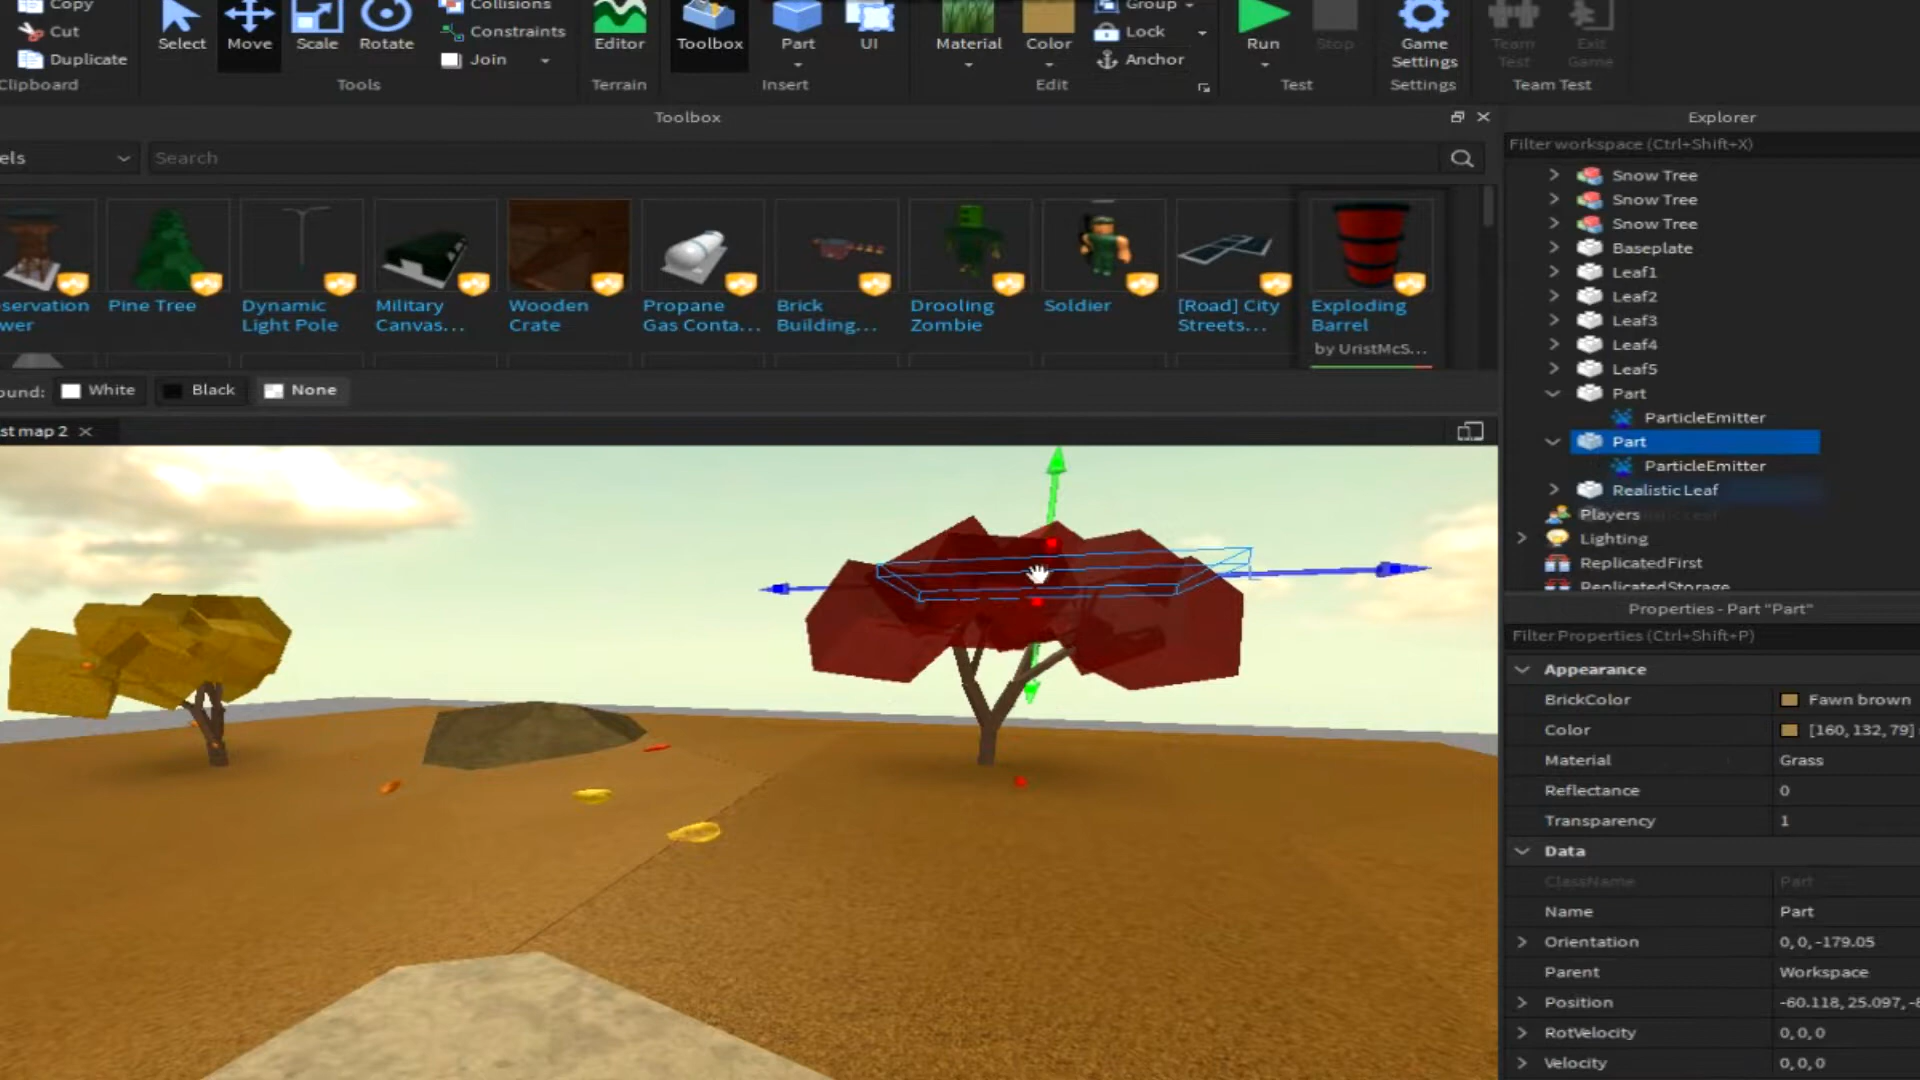 Copy
Cut
Duplicate
Clipboard
Select
Move
Scale
Rotate
Collisions
Constraints
Join
Tools
Editor
Terrain
Toolbox
Part
UI
Insert
Material
Color
Group
Lock
Anchor
Edit
Run
Stop
Test
Game
Settings
Settings
Team
Test
Exit
Game
Team Test
Toolbox
els
Search
servation
wer
Pine Tree
Dynamic
Light Pole
Military
Canvas...
Wooden
Crate
Propane
Gas Conta...
Brick
Building...
Drooling
Zombie
Soldier
[Road] City
Streets...
Exploding
Barrel
by UristMcS...
ound:
White
Black
None
st map 2
Explorer
Filter workspace (Ctrl+Shift+X)
Snow Tree
Snow Tree
Snow Tree
Baseplate
Leaf1
Leaf2
Leaf3
Leaf4
Leaf5
Part
ParticleEmitter
Part
ParticleEmitter
Realistic Leaf
Players
Lighting
ReplicatedFirst
ReplicatedStorage
Properties - Part "Part"
Filter Properties (Ctrl+Shift+P)
Appearance
BrickColor Fawn brown
Color [160, 132, 79]
Material Grass
Reflectance 0
Transparency 1
Data
ClassName Part
Name Part
Orientation 0, 0, -179.05
Parent Workspace
Position -60.118, 25.097, -8
RotVelocity 0, 0, 0
Velocity 0, 0, 0